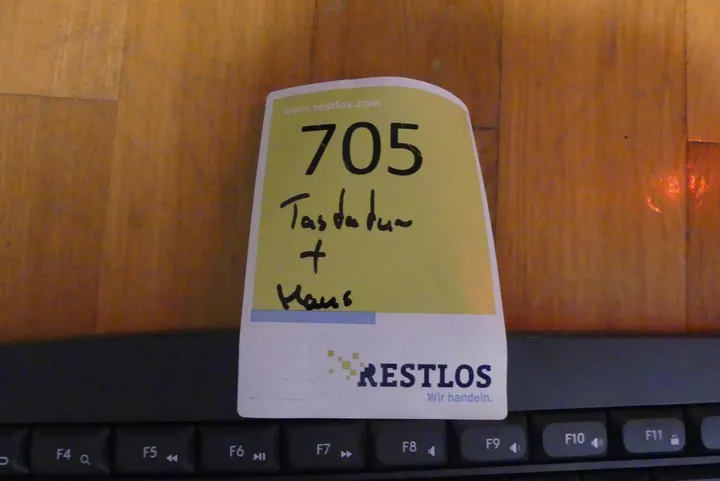 www.restlos.com
705
Tastatur
+
Maus
RESTLOS
Wir handeln.
F4 F5 F6 F7 F8 F9 F10 F11